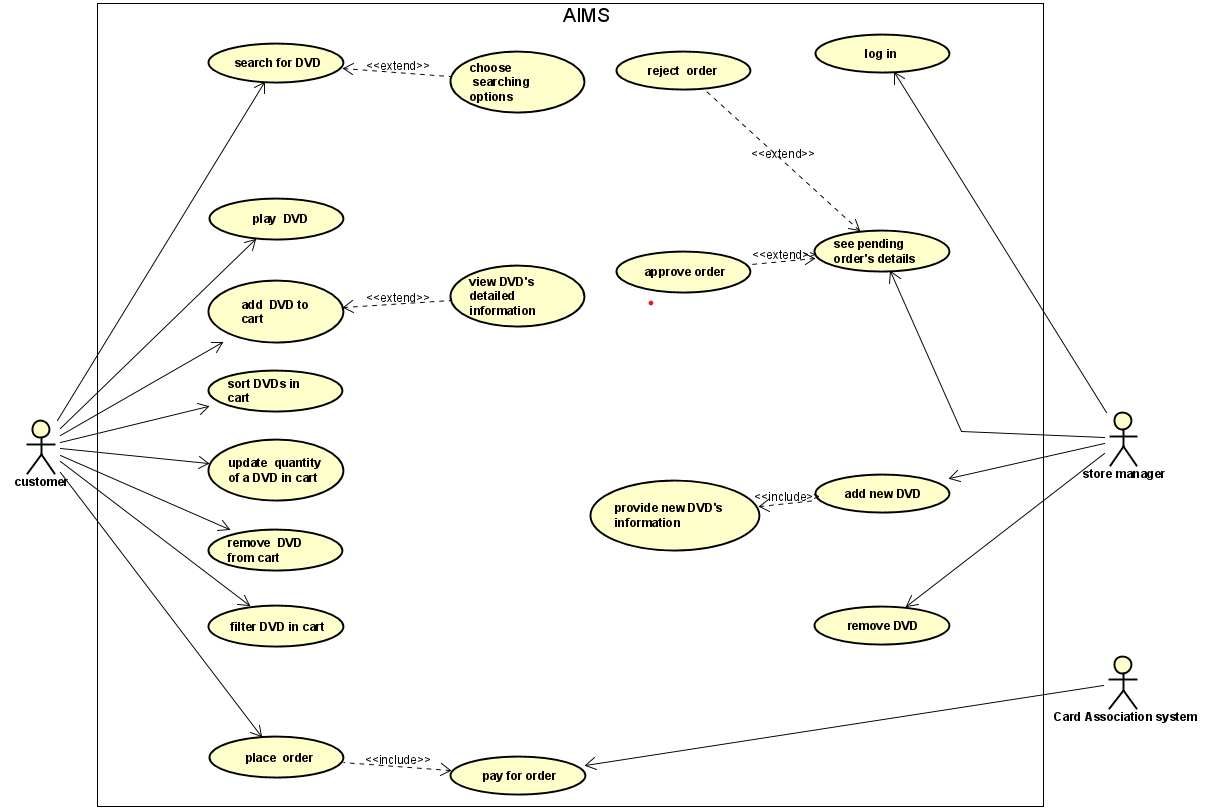 AIMS
search for DVD
<<extend>>
choose
searching
options
reject order
log in
<<extend>>
play DVD
see pending
order's details
<<extend>>
approve order
view DVD's
detailed
information
<<extend>>
add DVD to
cart
sort DVDs in
cart
customer
store manager
update quantity
of a DVD in cart
provide new DVD's
information
<<include>>
add new DVD
remove DVD
from cart
filter DVD in cart
remove DVD
Card Association system
place order
<<include>>
pay for order